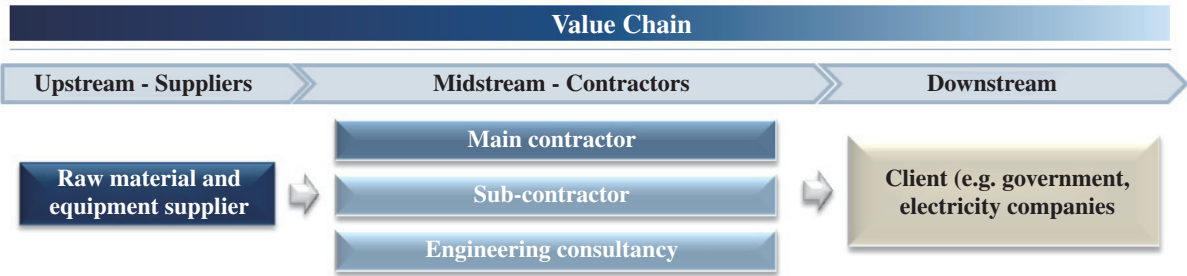 Value Chain
Upstream - Suppliers
Midstream - Contractors
Downstream
Raw material and
equipment supplier
Main contractor
Sub-contractor
Engineering consultancy
Client (e.g. government,
electricity companies